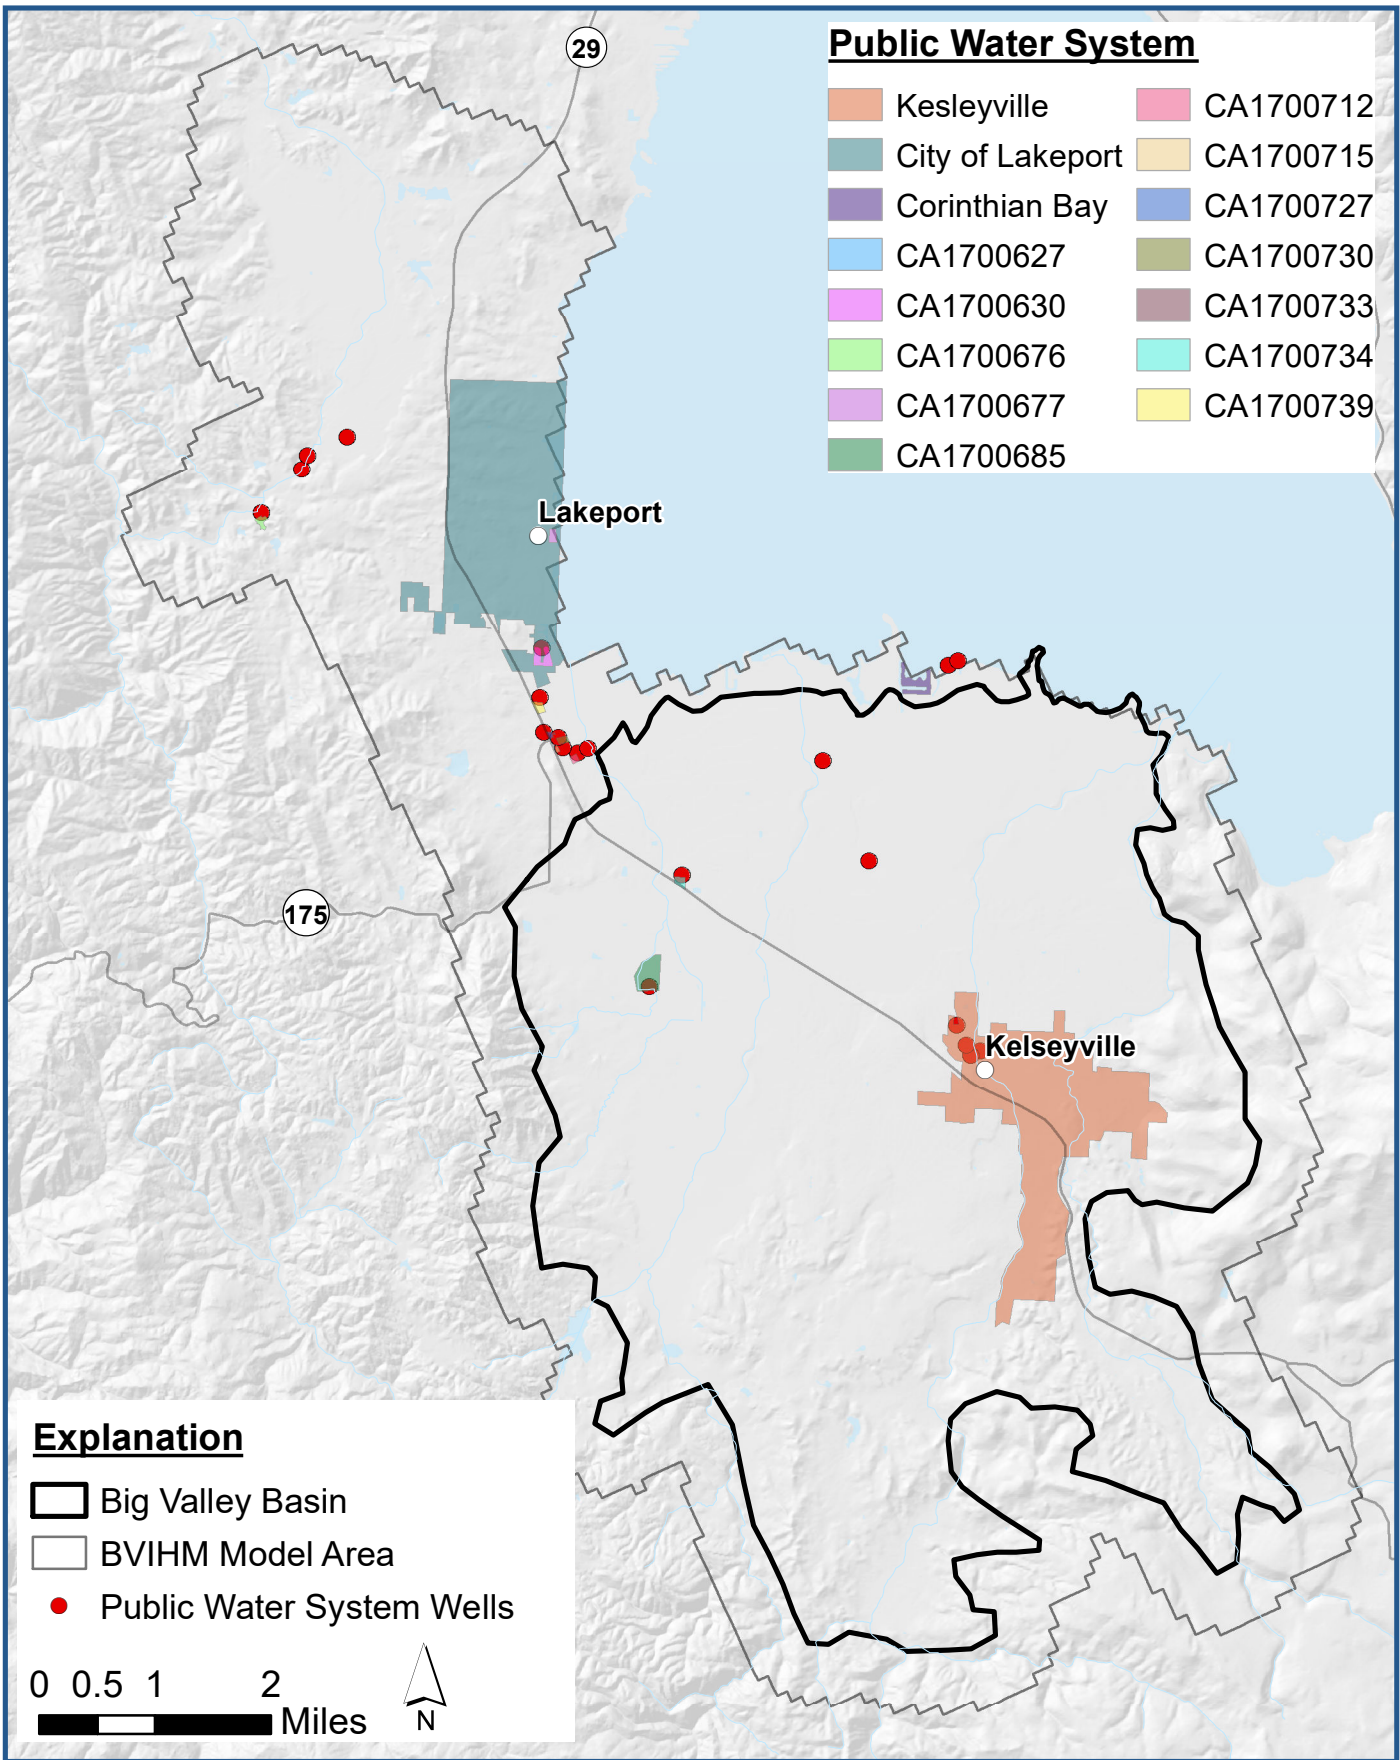 29
Public Water System
Kesleyville
City of Lakeport
Corinthian Bay
CA1700627
CA1700630
CA1700676
CA1700677
CA1700685
CA1700712
CA1700715
CA1700727
CA1700730
CA1700733
CA1700734
CA1700739
Lakeport
175
Kelseyville
Explanation
Big Valley Basin
BVIHM Model Area
Public Water System Wells
0 0.5 1 2
Miles
N